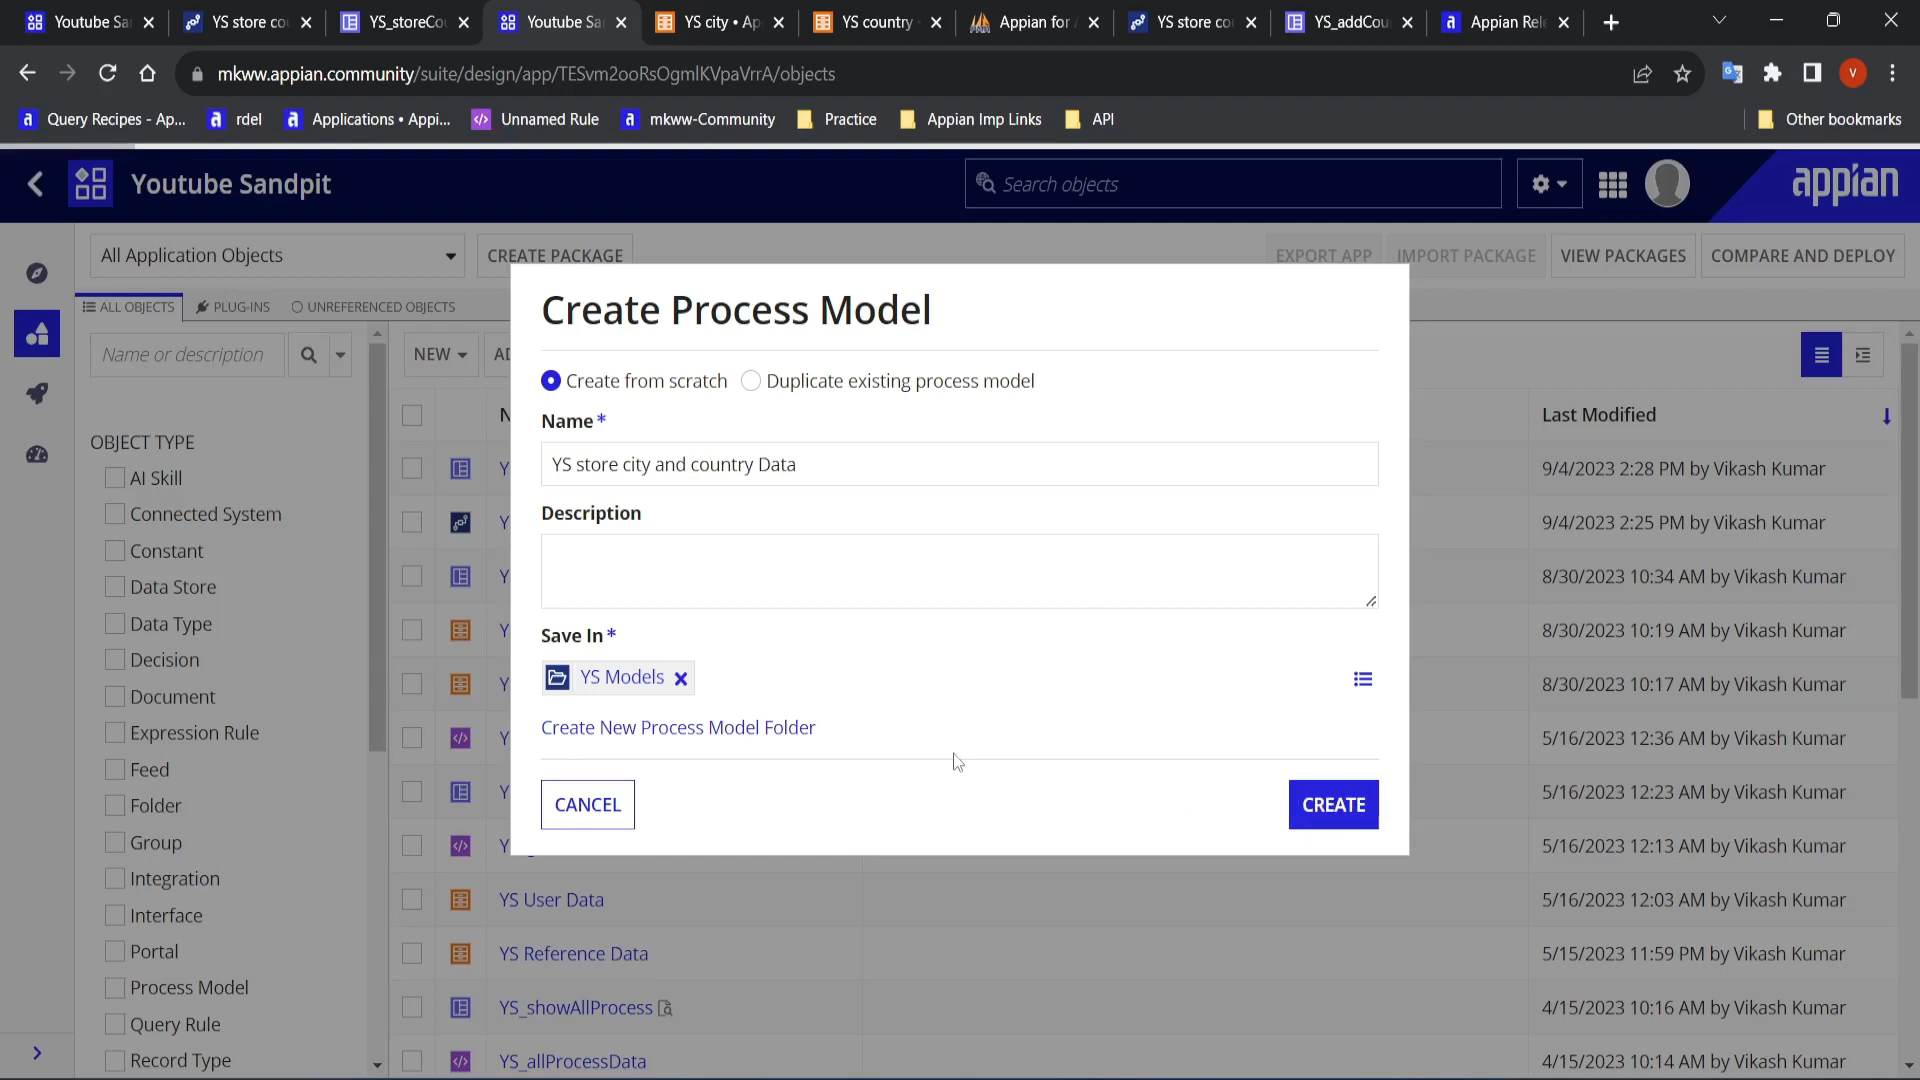 Youtube Sa
YS store co
YS_storeCo
Youtube Sa
YS city • Ap
YS country
Appian for
YS store co
YS_addCou
Appian Rel
mkww.appian.community/suite/design/app/TESvm2ooRsOgmlKVpaVrrA/objects
V
Query Recipes - Ap...
rdel
Applications • Appi...
Unnamed Rule
mkww-Community
Practice
Appian Imp Links
API
Other bookmarks
Youtube Sandpit
Search objects
appian
All Application Objects
CREATE PACKAGE
EXPORT APP
IMPORT PACKAGE
VIEW PACKAGES
COMPARE AND DEPLOY
ALL OBJECTS
PLUG-INS
UNREFERENCED OBJECTS
Name or description
NEW
OBJECT TYPE
AI Skill
Connected System
Constant
Data Store
Data Type
Decision
Document
Expression Rule
Feed
Folder
Group
Integration
Interface
Portal
Process Model
Query Rule
Record Type
Create Process Model
Create from scratch
Duplicate existing process model
Name *
YS store city and country Data
Description
Save In *
YS Models
Create New Process Model Folder
CANCEL
CREATE
YS User Data
YS Reference Data
YS_showAllProcess
YS_allProcessData
Last Modified
9/4/2023 2:28 PM by Vikash Kumar
9/4/2023 2:25 PM by Vikash Kumar
8/30/2023 10:34 AM by Vikash Kumar
8/30/2023 10:19 AM by Vikash Kumar
8/30/2023 10:17 AM by Vikash Kumar
5/16/2023 12:36 AM by Vikash Kumar
5/16/2023 12:23 AM by Vikash Kumar
5/16/2023 12:13 AM by Vikash Kumar
5/16/2023 12:03 AM by Vikash Kumar
5/15/2023 11:59 PM by Vikash Kumar
4/15/2023 10:16 AM by Vikash Kumar
4/15/2023 10:14 AM by Vikash Kumar